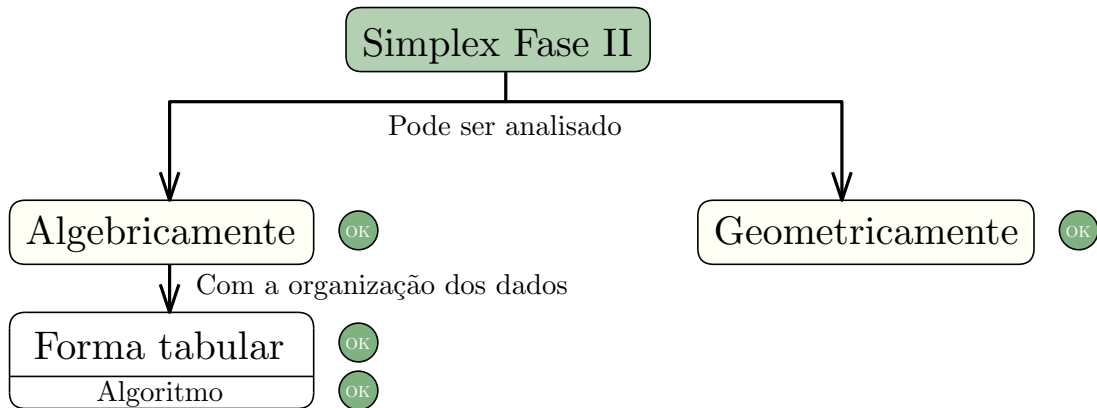 Simplex Fase II
Pode ser analisado
Algebricamente OK
Geometricamente OK
Com a organização dos dados
Forma tabular OK
Algoritmo OK